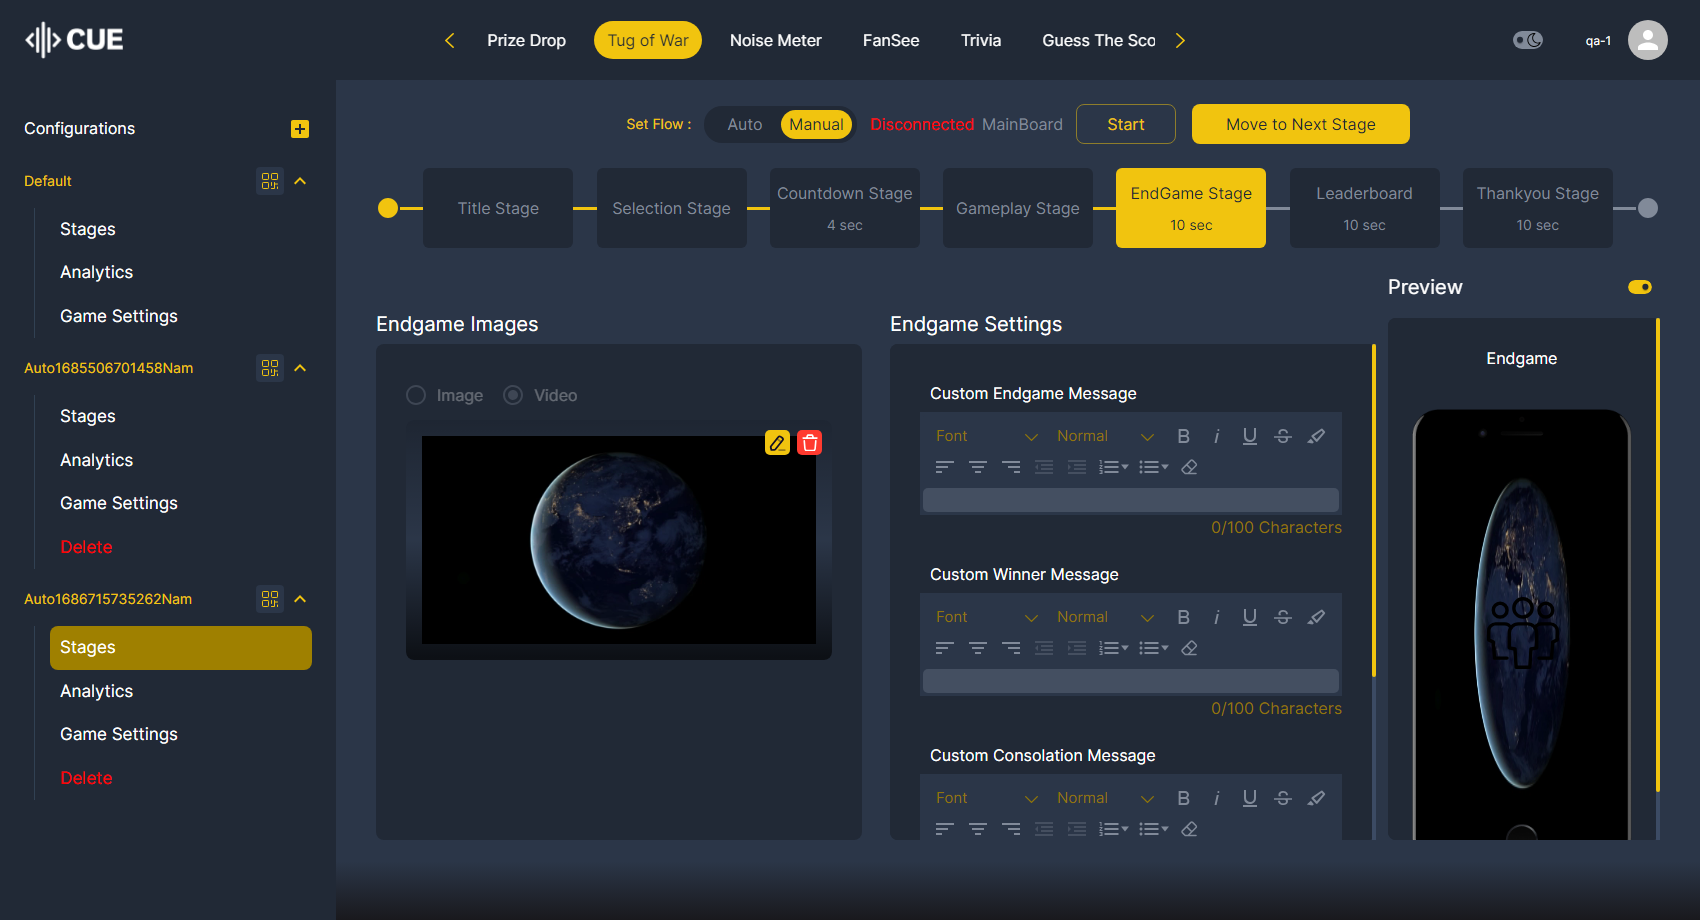 CUE
Prize Drop
Tug of War
Noise Meter
FanSee
Trivia
Guess The Sco
qa-1
Configurations
Default
Stages
Analytics
Game Settings
Auto1685506701458Nam
Stages
Analytics
Game Settings
Delete
Auto1686715735262Nam
Stages
Analytics
Game Settings
Delete
Set Flow :
Auto
Manual
Disconnected MainBoard
Start
Move to Next Stage
Title Stage
Selection Stage
Countdown Stage
4 sec
Gameplay Stage
EndGame Stage
10 sec
Leaderboard
10 sec
Thankyou Stage
10 sec
Endgame Images
Image
Video
Endgame Settings
Custom Endgame Message
Font
Normal
B
i
U
S
0/100 Characters
Custom Winner Message
Font
Normal
B
i
U
S
0/100 Characters
Custom Consolation Message
Font
Normal
B
i
U
S
Preview
Endgame